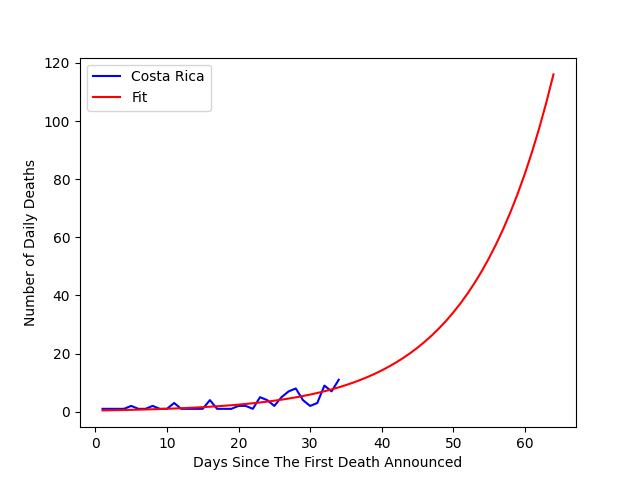 Costa Rica
Fit
120
100
80
60
40
20
0
Number of Daily Deaths
0 10 20 30 40 50 60
Days Since The First Death Announced